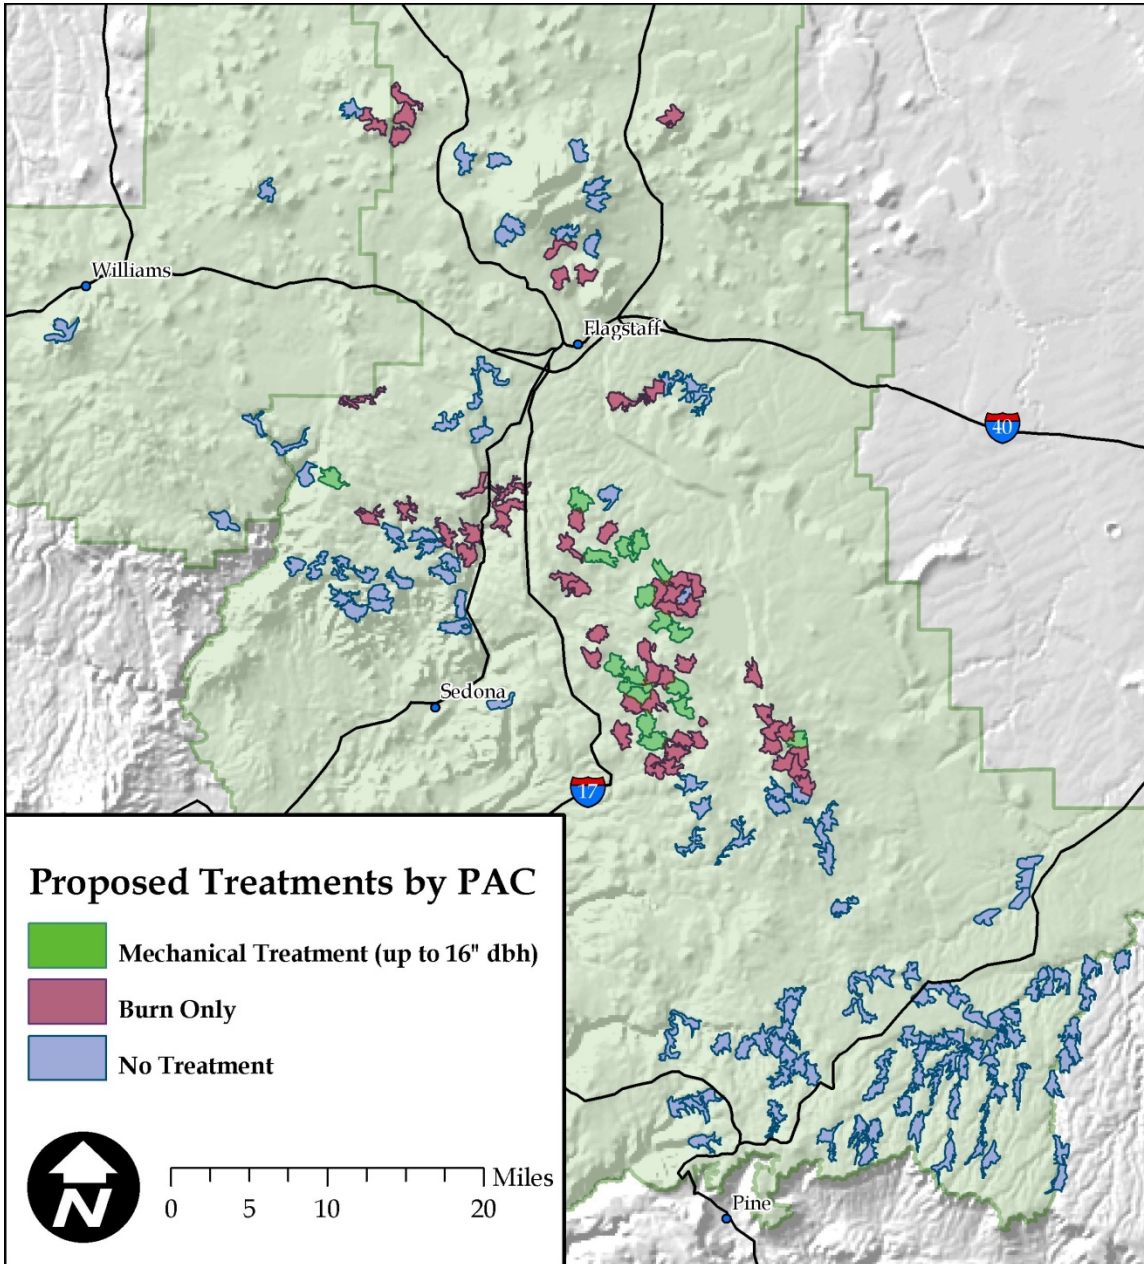 Williams
Flagstaff
40
Sedona
17
Proposed Treatments by PAC
Mechanical Treatment (up to 16" dbh)
Burn Only
No Treatment
N
Miles
0 5 10 20
Pine